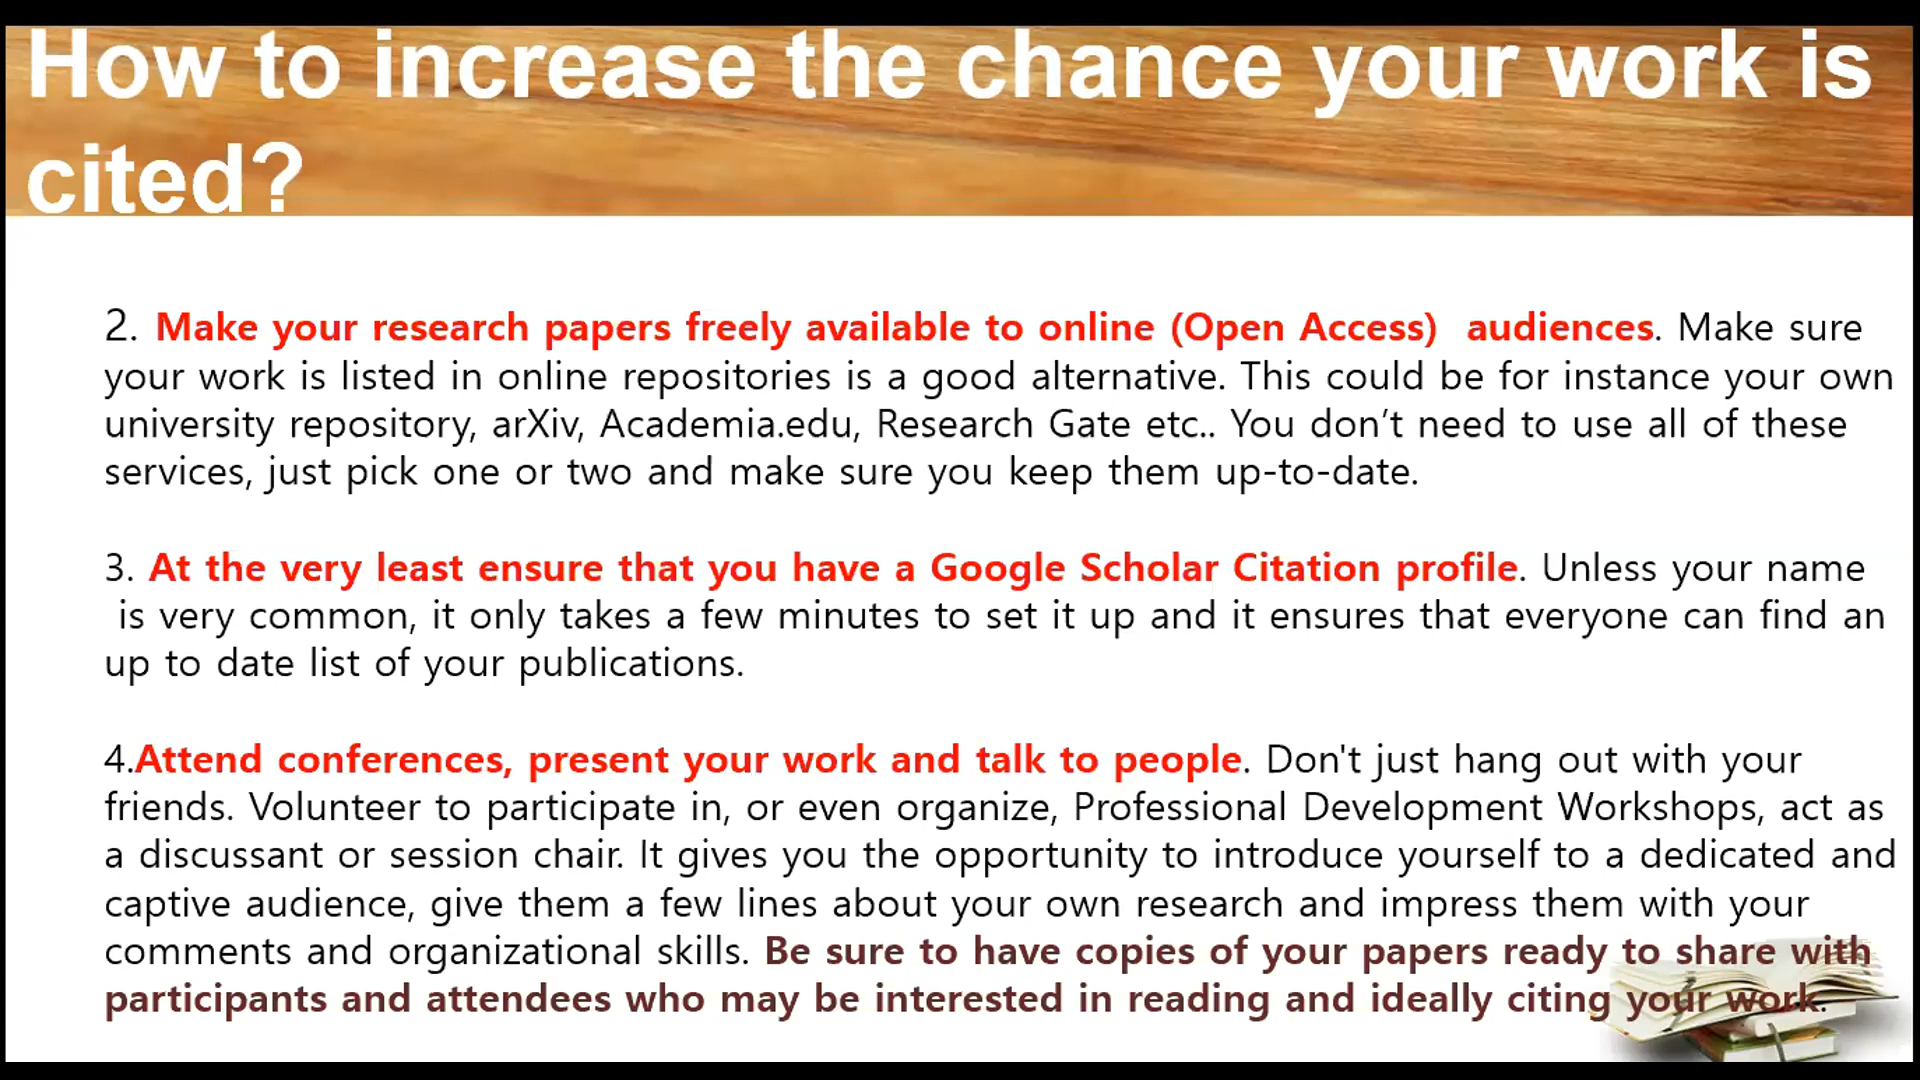 How to increase the chance your work is
cited?
2. Make your research papers freely available to online (Open Access)  audiences. Make sure
your work is listed in online repositories is a good alternative. This could be for instance your own
university repository, arXiv, Academia.edu, Research Gate etc.. You don’t need to use all of these
services, just pick one or two and make sure you keep them up-to-date.
3. At the very least ensure that you have a Google Scholar Citation profile. Unless your name
is very common, it only takes a few minutes to set it up and it ensures that everyone can find an
up to date list of your publications.
4.Attend conferences, present your work and talk to people. Don't just hang out with your
friends. Volunteer to participate in, or even organize, Professional Development Workshops, act as
a discussant or session chair. It gives you the opportunity to introduce yourself to a dedicated and
captive audience, give them a few lines about your own research and impress them with your
comments and organizational skills. Be sure to have copies of your papers ready to share with
participants and attendees who may be interested in reading and ideally citing your work.